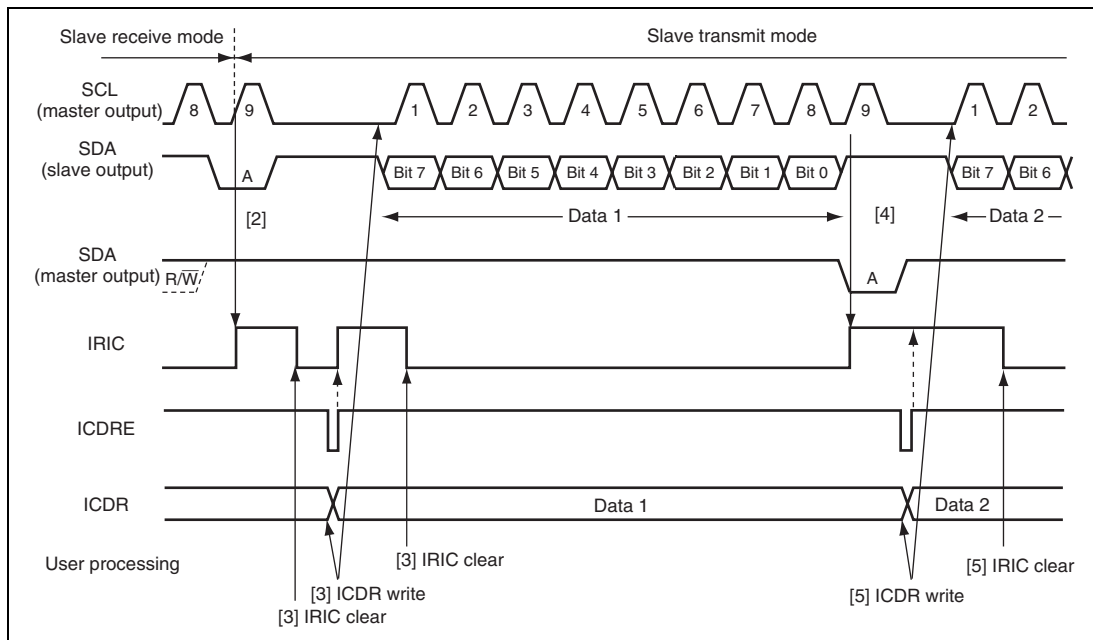 Slave receive mode
Slave transmit mode
SCL
(master output)
8 9 1 2 3 4 5 6 7 8 9 1 2
SDA
(slave output)
A Bit 7 Bit 6 Bit 5 Bit 4 Bit 3 Bit 2 Bit 1 Bit 0 Bit 7 Bit 6
[2] Data 1 [4] Data 2
SDA
(master output)
R/W̅ A
IRIC
ICDRE
ICDR
Data 1 Data 2
User processing
[3] IRIC clear
[5] IRIC clear
[3] ICDR write
[5] ICDR write
[3] IRIC clear